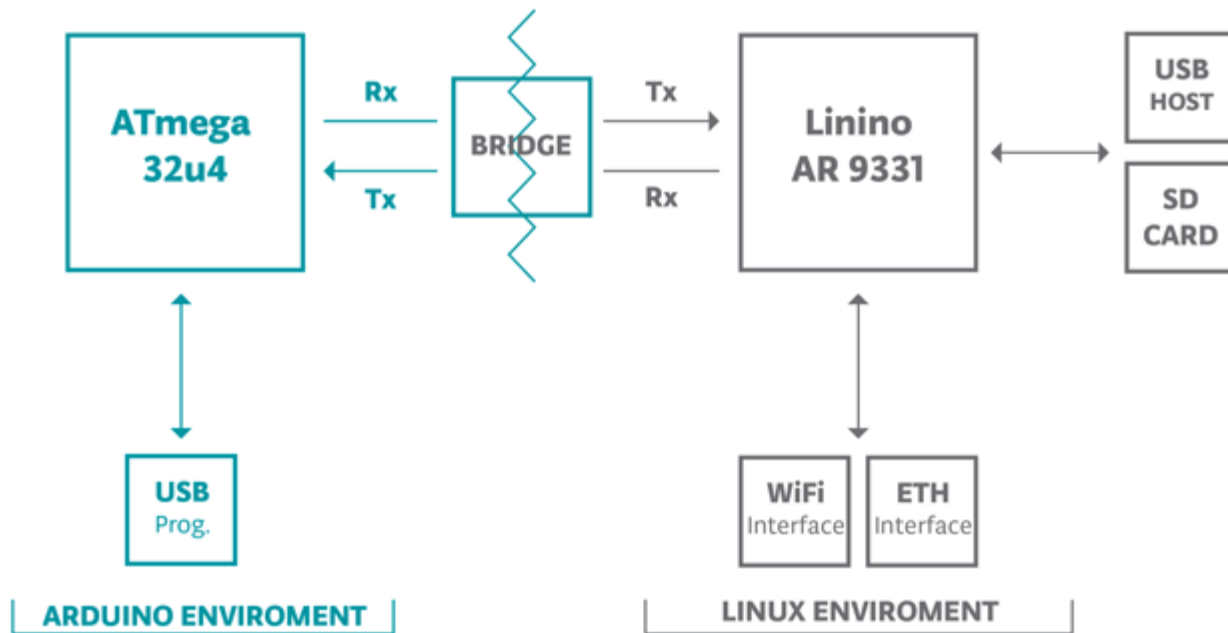 ATmega
32u4
Rx
Tx
BRIDGE
Tx
Rx
Linino
AR 9331
USB
HOST
SD
CARD
USB
Prog.
WiFi
Interface
ETH
Interface
ARDUINO ENVIROMENT
LINUX ENVIROMENT